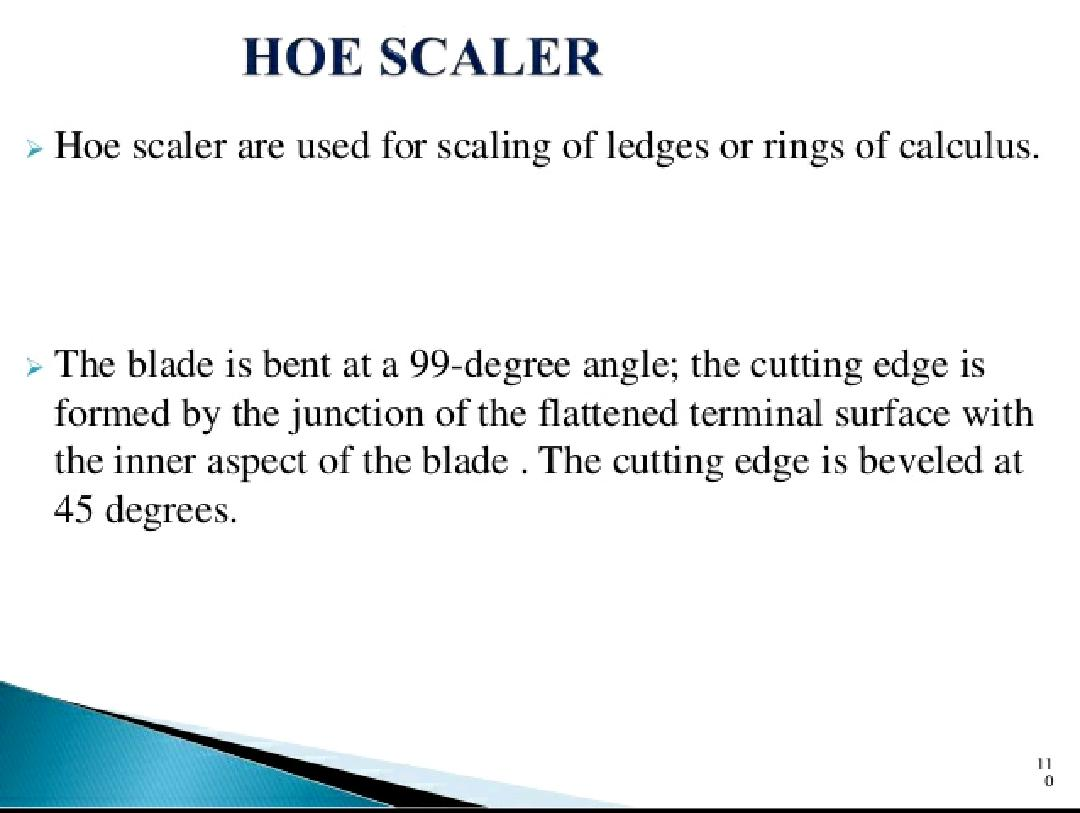 HOE SCALER
➢ Hoe scaler are used for scaling of ledges or rings of calculus.
➢ The blade is bent at a 99-degree angle; the cutting edge is
formed by the junction of the flattened terminal surface with
the inner aspect of the blade . The cutting edge is beveled at
45 degrees.
11
0